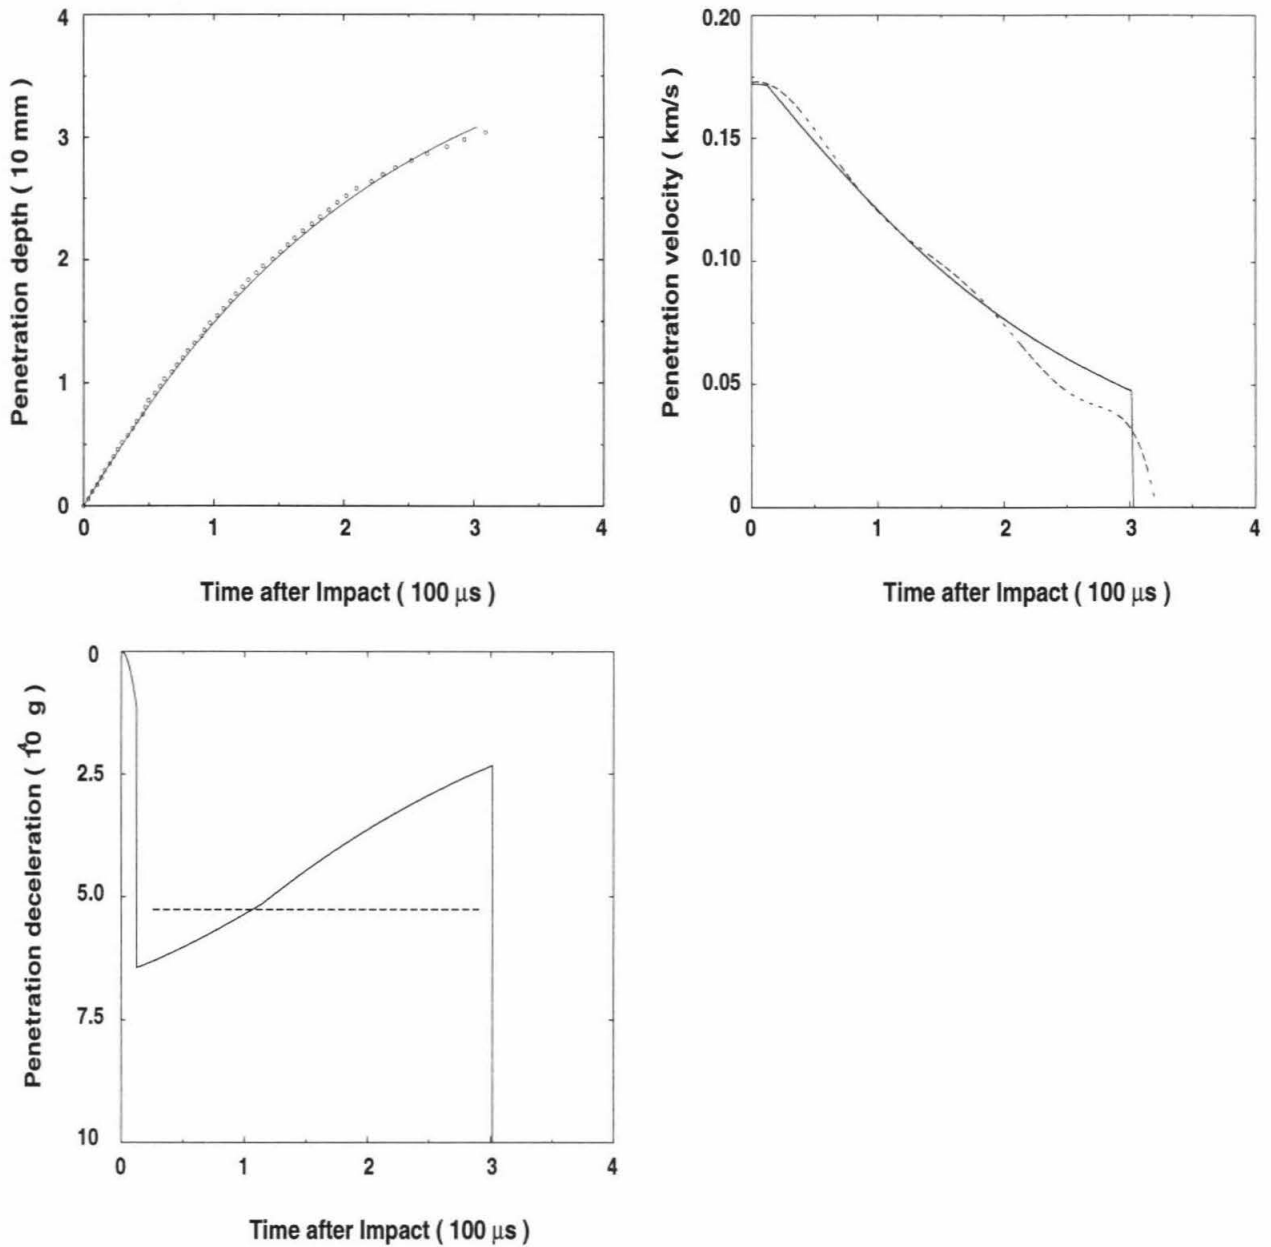 4
3
2
1
0
0 1 2 3 4
Penetration depth ( 10 mm )
Time after Impact ( 100 μs )
0.20
0.15
0.10
0.05
0
0 1 2 3 4
Penetration velocity ( km/s )
Time after Impact ( 100 μs )
0
2.5
5.0
7.5
10
0 1 2 3 4
Penetration deceleration ( 10⁴ g )
Time after Impact ( 100 μs )